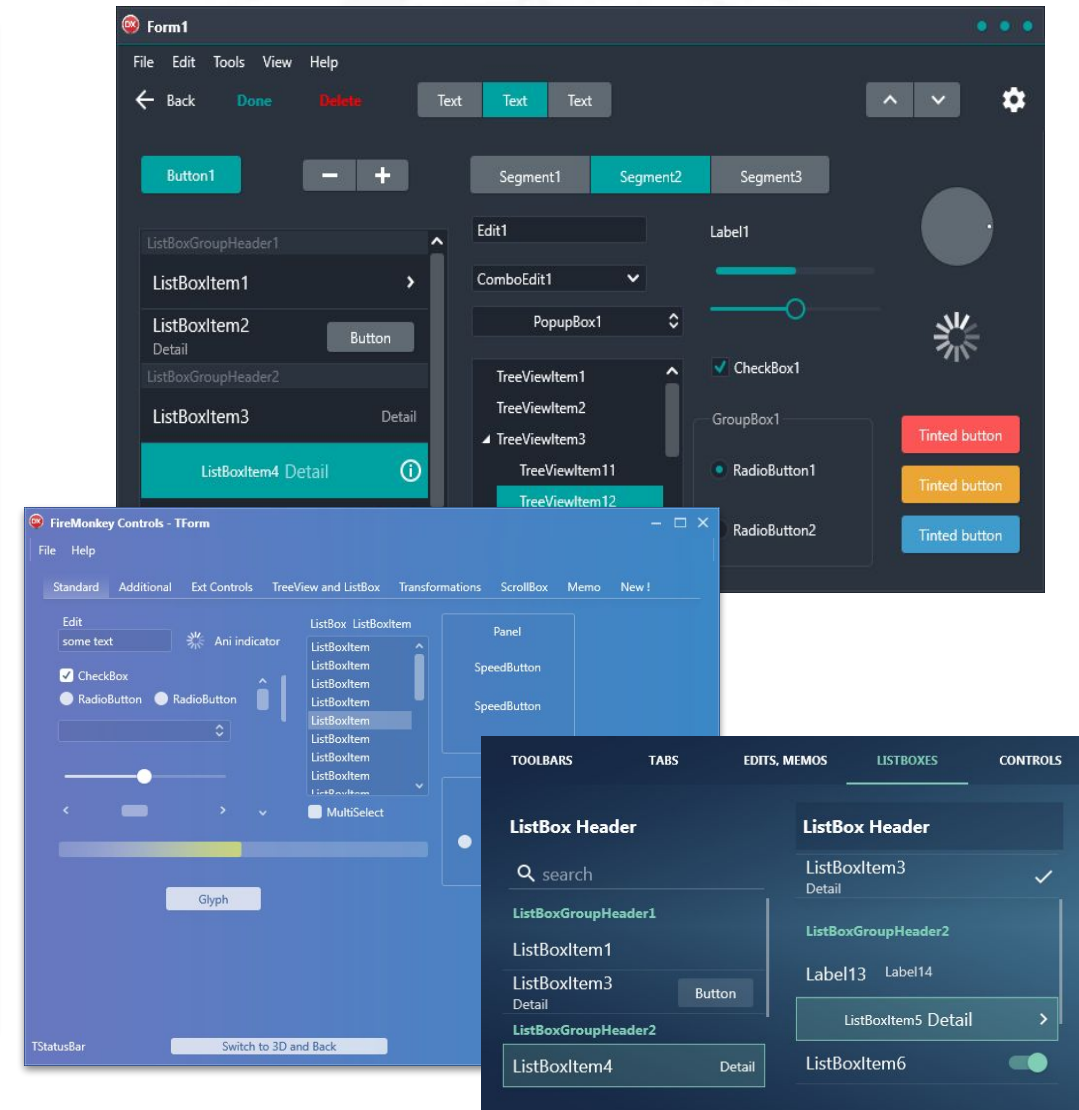 DX Form1
File Edit Tools View Help
Back Done Delete Text Text Text
Button1 Segment1 Segment2 Segment3
ListBoxGroupHeader1
ListBoxItem1
ListBoxItem2
Detail
Button
ListBoxGroupHeader2
ListBoxItem3 Detail
ListBoxItem4 Detail
Edit1
ComboEdit1
PopupBox1
TreeViewItem1
TreeViewItem2
TreeViewItem3
TreeViewItem11
TreeViewItem12
Label1
CheckBox1
GroupBox1
RadioButton1
RadioButton2
Tinted button
Tinted button
Tinted button
DX FireMonkey Controls - TForm
File Help
Standard Additional Ext Controls TreeView and ListBox Transformations ScrollBox Memo New !
Edit
some text
Ani indicator
CheckBox
RadioButton RadioButton
ListBox ListBoxItem
ListBoxItem
ListBoxItem
ListBoxItem
ListBoxItem
ListBoxItem
ListBoxItem
ListBoxItem
ListBoxItem
ListBoxItem
MultiSelect
Panel
SpeedButton
SpeedButton
Glyph
TStatusBar Switch to 3D and Back
TOOLBARS TABS EDITS, MEMOS LISTBOXES CONTROLS
ListBox Header
search
ListBoxGroupHeader1
ListBoxItem1
ListBoxItem3
Detail
Button
ListBoxGroupHeader2
ListBoxItem4 Detail
ListBox Header
ListBoxItem3
Detail
ListBoxGroupHeader2
Label13 Label14
ListBoxItem5 Detail
ListBoxItem6